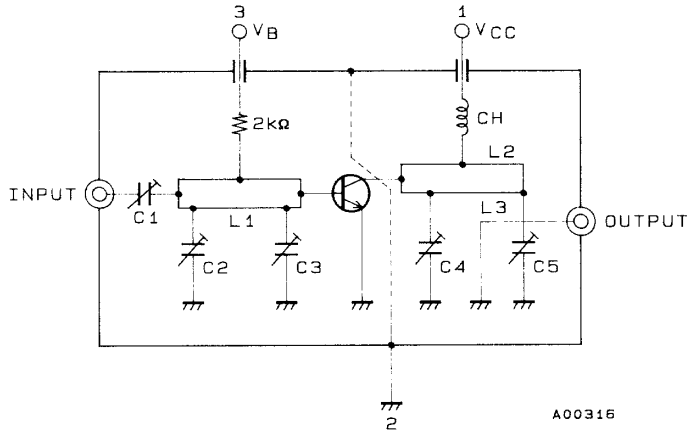 3
VB
1
VCC
2kΩ
CH
L2
INPUT
C1
L1
L3
OUTPUT
C2
C3
C4
C5
2
A00316